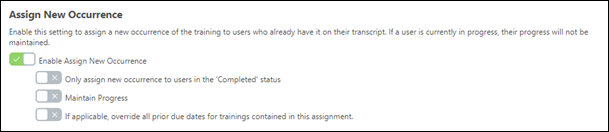 Assign New Occurrence
Enable this setting to assign a new occurrence of the training to users who already have it on their transcript. If a user is currently in progress, their progress will not be
maintained.
Enable Assign New Occurrence
Only assign new occurrence to users in the 'Completed' status
Maintain Progress
If applicable, override all prior due dates for trainings contained in this assignment.